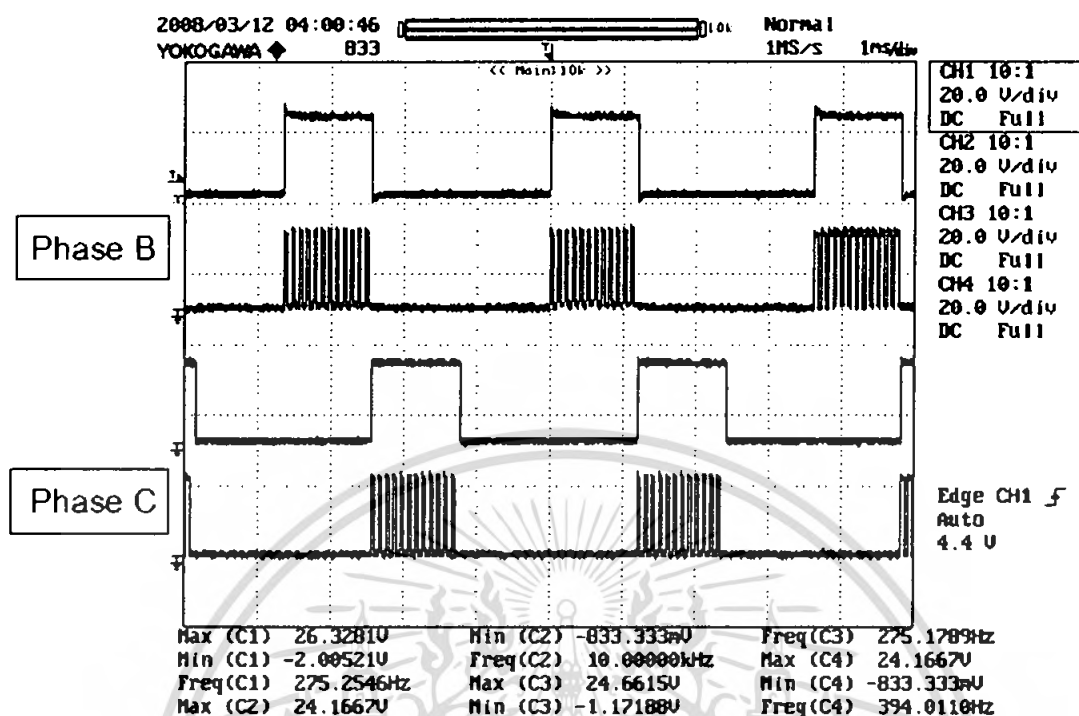 2008/03/12 04:00:46
10k
Normal
YOKOGAWA ◆ 833
1MS/s 1ms/div
<< Main:10k >>
CH1 10:1
20.0 V/div
DC Full
CH2 10:1
20.0 V/div
DC Full
CH3 10:1
20.0 V/div
DC Full
CH4 10:1
20.0 V/div
DC Full
Phase B
Phase C
Edge CH1
Auto
4.4 V
Max (C1) 26.3281V Min (C2) -833.333mV Freq(C3) 275.1789Hz
Min (C1) -2.00521V Freq(C2) 10.00000kHz Max (C4) 24.1667V
Freq(C1) 275.2546Hz Max (C3) 24.6615V Min (C4) -833.333mV
Max (C2) 24.1667V Min (C3) -1.17188V Freq(C4) 394.0110Hz